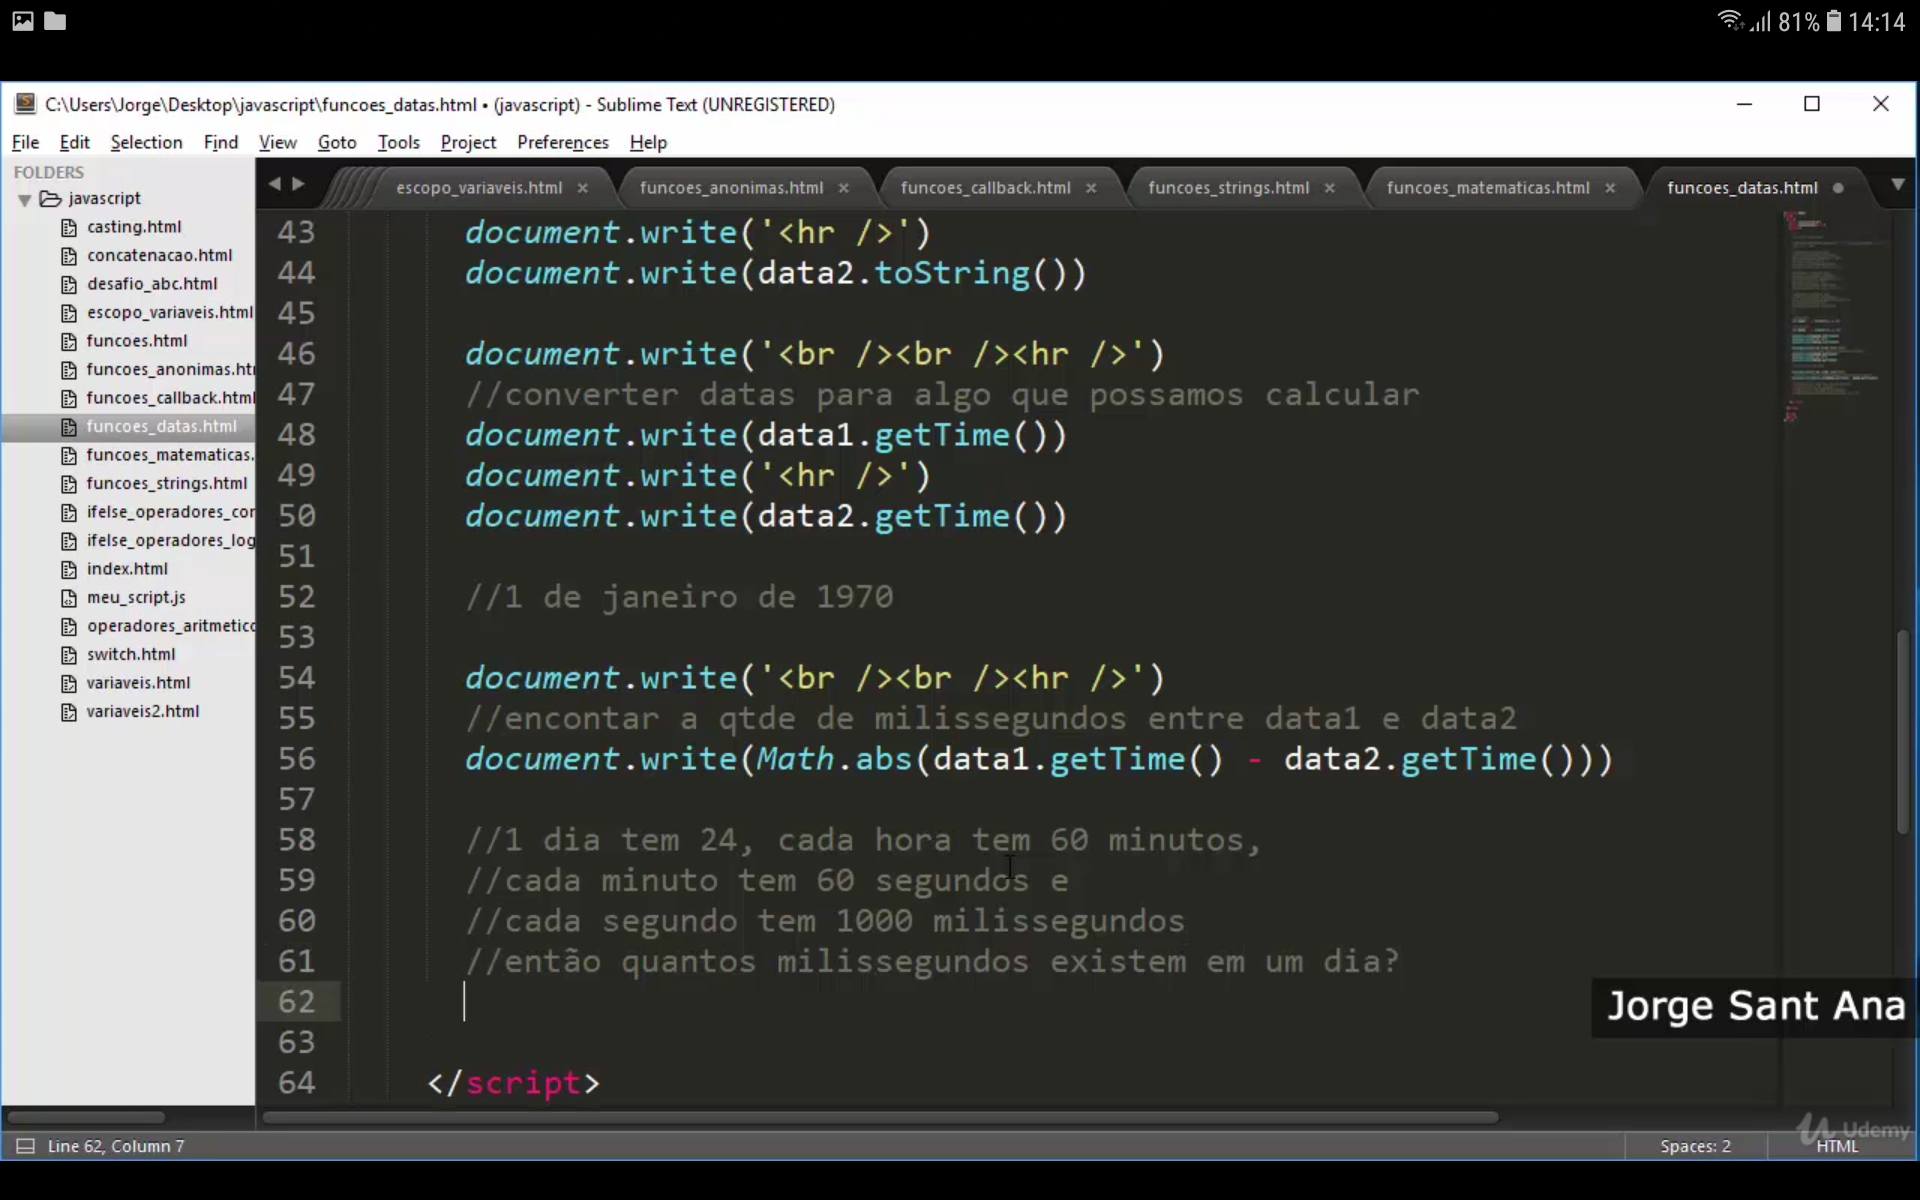 81% 14:14
C:\Users\Jorge\Desktop\javascript\funcoes_datas.html • (javascript) - Sublime Text (UNREGISTERED)
File Edit Selection Find View Goto Tools Project Preferences Help
FOLDERS
javascript
casting.html
concatenacao.html
desafio_abc.html
escopo_variaveis.html
funcoes.html
funcoes_anonimas.htm
funcoes_callback.html
funcoes_datas.html
funcoes_matematicas.
funcoes_strings.html
ifelse_operadores_con
ifelse_operadores_log
index.html
meu_script.js
operadores_aritmetico
switch.html
variaveis.html
variaveis2.html
escopo_variaveis.html × funcoes_anonimas.html × funcoes_callback.html × funcoes_strings.html × funcoes_matematicas.html × funcoes_datas.html
43 document.write('<hr />')
44 document.write(data2.toString())
45
46 document.write('<br /><br /><hr />')
47 //converter datas para algo que possamos calcular
48 document.write(data1.getTime())
49 document.write('<hr />')
50 document.write(data2.getTime())
51
52 //1 de janeiro de 1970
53
54 document.write('<br /><br /><hr />')
55 //encontar a qtde de milissegundos entre data1 e data2
56 document.write(Math.abs(data1.getTime() - data2.getTime()))
57
58 //1 dia tem 24, cada hora tem 60 minutos,
59 //cada minuto tem 60 segundos e
60 //cada segundo tem 1000 milissegundos
61 //então quantos milissegundos existem em um dia?
62
63
64 </script>
Jorge Sant Ana
Udemy
Line 62, Column 7 Spaces: 2 HTML